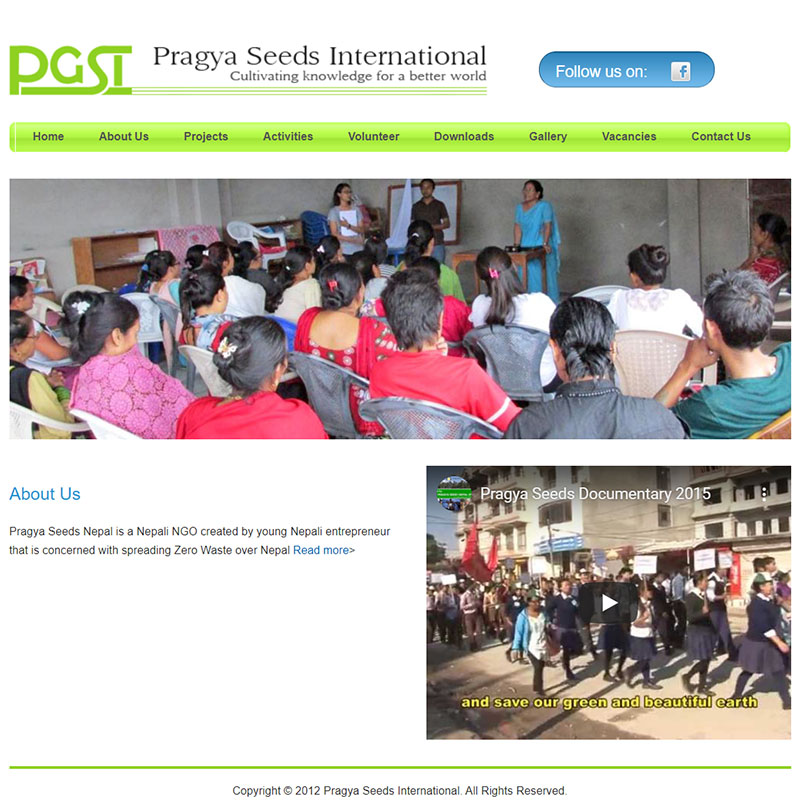 PGSI
Pragya Seeds International
Cultivating knowledge for a better world
Follow us on: f
Home About Us Projects Activities Volunteer Downloads Gallery Vacancies Contact Us
About Us
Pragya Seeds Nepal is a Nepali NGO created by young Nepali entrepreneur
that is concerned with spreading Zero Waste over Nepal Read more>
Pragya Seeds Documentary 2015
and save our green and beautiful earth
Copyright © 2012 Pragya Seeds International. All Rights Reserved.